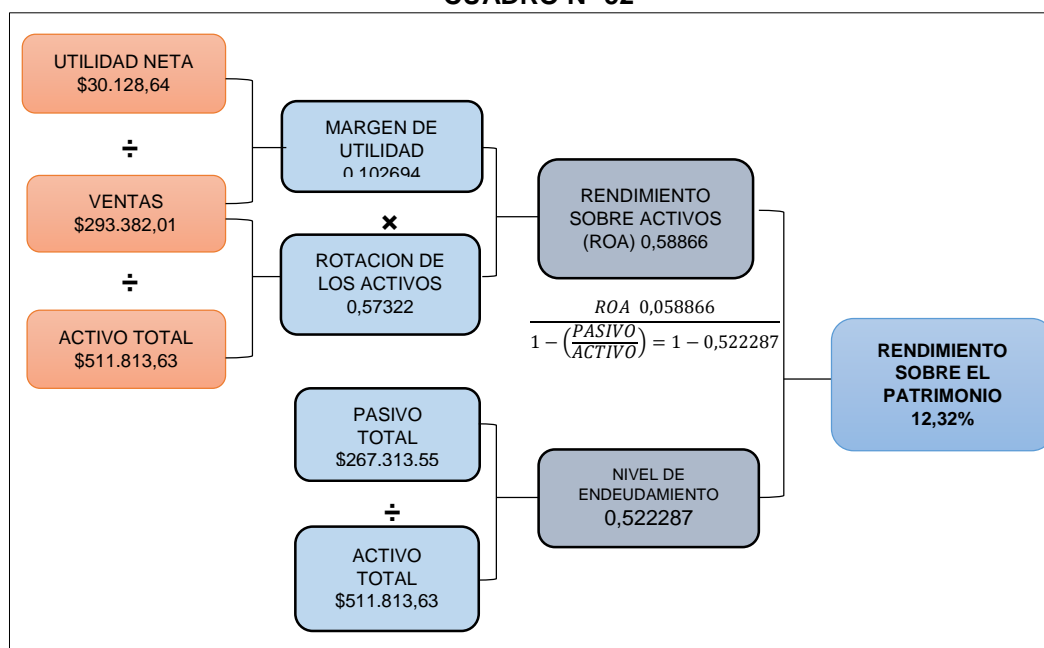 CUADRO N° 32
UTILIDAD NETA
$30.128,64
÷
VENTAS
$293.382,01
÷
ACTIVO TOTAL
$511.813,63
MARGEN DE
UTILIDAD
0,102694
×
ROTACION DE
LOS ACTIVOS
0,57322
RENDIMIENTO
SOBRE ACTIVOS
(ROA) 0,58866
ROA 0,058866
1 − (PASIVO/ACTIVO) = 1 − 0,522287
PASIVO
TOTAL
$267.313.55
÷
ACTIVO
TOTAL
$511.813,63
NIVEL DE
ENDEUDAMIENTO
0,522287
RENDIMIENTO
SOBRE EL
PATRIMONIO
12,32%